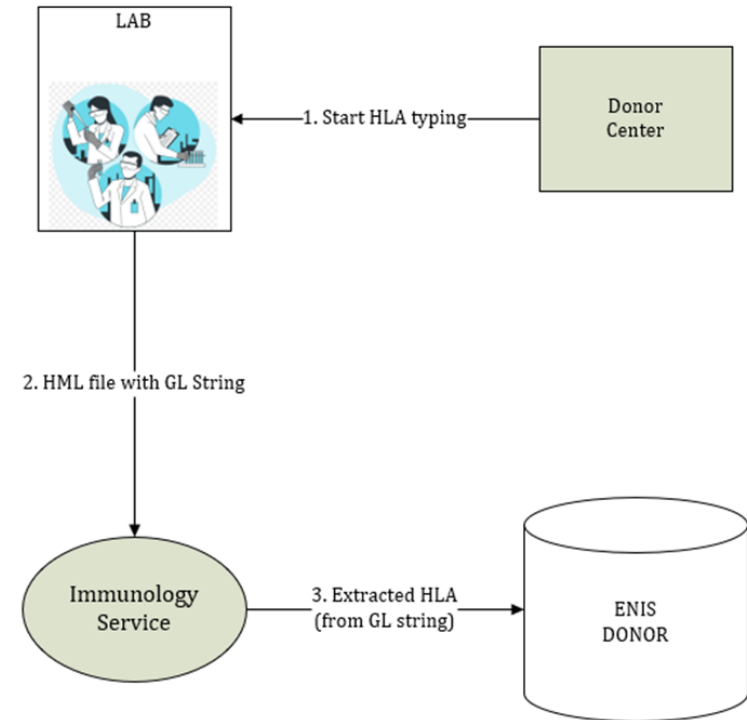 LAB
1. Start HLA typing
Donor
Center
2. HML file with GL String
Immunology
Service
3. Extracted HLA
(from GL string)
ENIS
DONOR